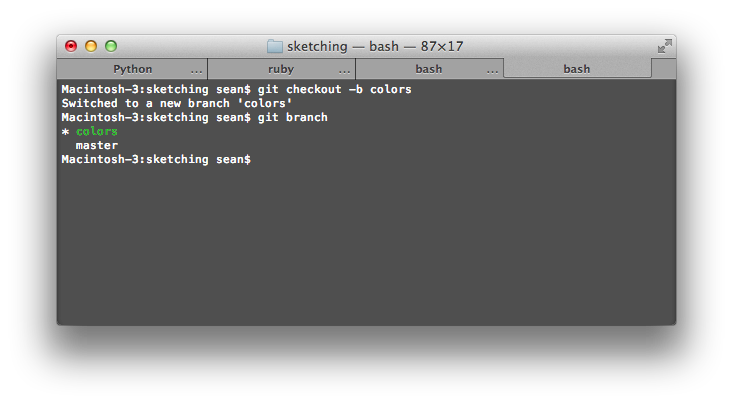 sketching — bash — 87×17
Python ... ruby ... bash ... bash
Macintosh-3:sketching sean$ git checkout -b colors
Switched to a new branch 'colors'
Macintosh-3:sketching sean$ git branch
* colors
  master
Macintosh-3:sketching sean$